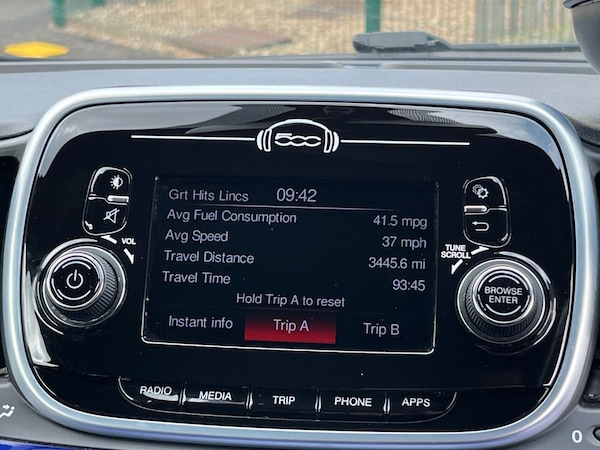 500
Grt Hits Lincs 09:42
Avg Fuel Consumption 41.5 mpg
Avg Speed 37 mph
Travel Distance 3445.6 mi
Travel Time 93:45
Hold Trip A to reset
Instant info Trip A Trip B
VOL
TUNE
SCROLL
BROWSE
ENTER
RADIO MEDIA TRIP PHONE APPS
0